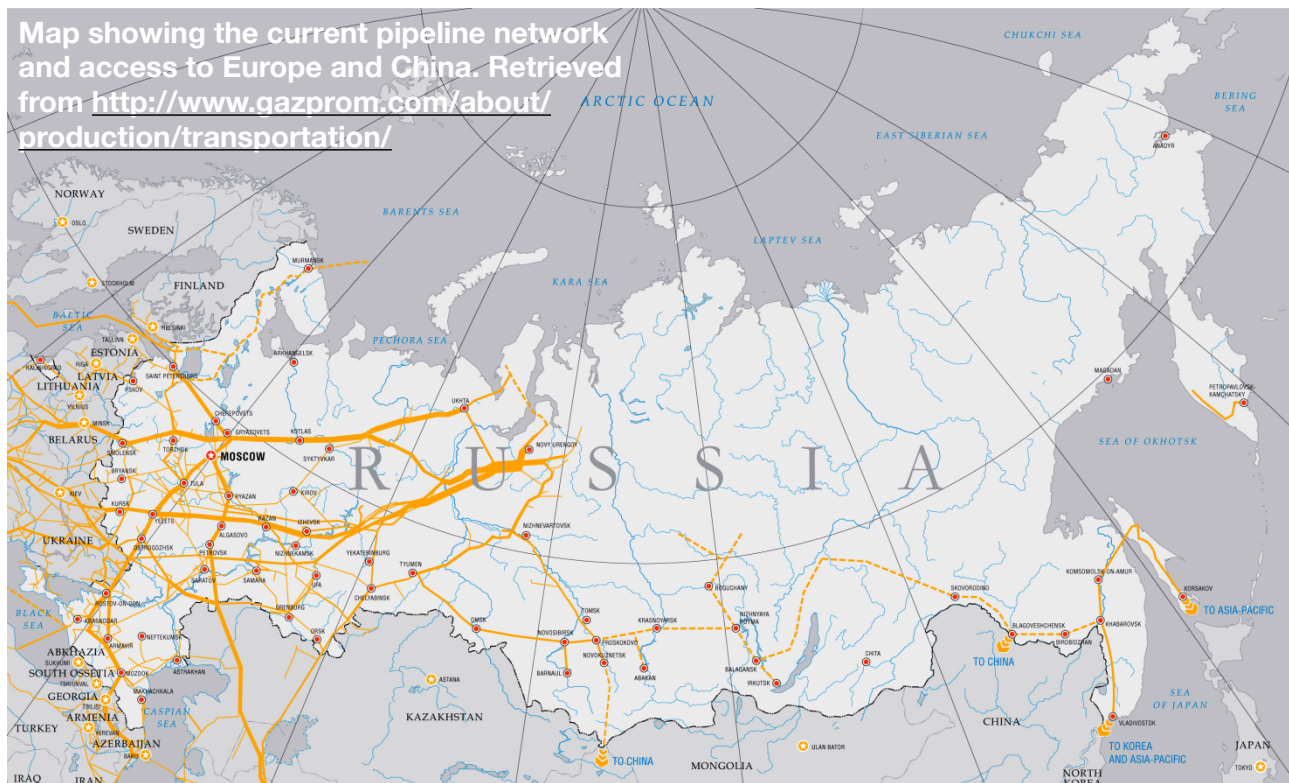 Map showing the current pipeline network
and access to Europe and China. Retrieved
from http://www.gazprom.com/about/
production/transportation/
CHUKCHI SEA
ARCTIC OCEAN
BERING
SEA
EAST SIBERIAN SEA
ANADYR
NORWAY
OSLO
SWEDEN
BARENTS SEA
LAPTEV SEA
MURMANSK
STOCKHOLM
FINLAND
KARA SEA
BALTIC
SEA
HELSINKI
TALLINN
ESTONIA
PECHORA SEA
ARKHANGELSK
KALININGRAD
RIGA
LATVIA
SAINT PETERSBURG
LITHUANIA
PSKOV
VILNIUS
MAGADAN
PETROPAVLOVSK-
KAMCHATSKY
UKHTA
CHEREPOVETS
MINSK
GRYAZOVETS
KOTLAS
BELARUS
SMOLENSK
TORZHOK
SYKTYVKAR
NOVY URENGOY
SEA OF OKHOTSK
MOSCOW
RUSSIA
BRYANSK
TULA
KIEV
RYAZAN
KIROV
KURSK
YELETS
KAZAN
IZHEVSK
NIZHNEVARTOVSK
UKRAINE
ALGASOVO
OSTROGOZHSK
PETROVSK
NIZHNEKAMSK
YEKATERINBURG
TYUMEN
SARATOV
SAMARA
UFA
CHELYABINSK
BOGUCHANY
SKOVORODINO
KOMSOMOLSK-ON-AMUR
KORSAKOV
TO ASIA-PACIFIC
BLACK
SEA
ROSTOV-ON-DON
ORENBURG
KRASNODAR
ORSK
OMSK
TOMSK
KRASNOYARSK
NIZHNYAYA
POYMA
BLAGOVESHCHENSK
KHABAROVSK
BIROBIDZHAN
ARMAVIR
NEFTEKUMSK
NOVOSIBIRSK
PROSKOKOVO
TO CHINA
ABKHAZIA
SUKHUMI
NOVOKUZNETSK
BALAGANSK
CHITA
SOUTH OSSETIA
MOZDOK
ASTRAKHAN
BARNAUL
ABAKAN
IRKUTSK
TSKHINVAL
ASTANA
GEORGIA
TBILISI
MAKHACHKALA
ARMENIA
CASPIAN
SEA
KAZAKHSTAN
CHINA
SEA
OF JAPAN
VLADIVOSTOK
TURKEY
YEREVAN
AZERBAIJAN
BAKU
ULAN BATOR
TO KOREA
AND ASIA-PACIFIC
JAPAN
TO CHINA
MONGOLIA
TOKYO
IRAQ
IRAN
NORTH
KOREA